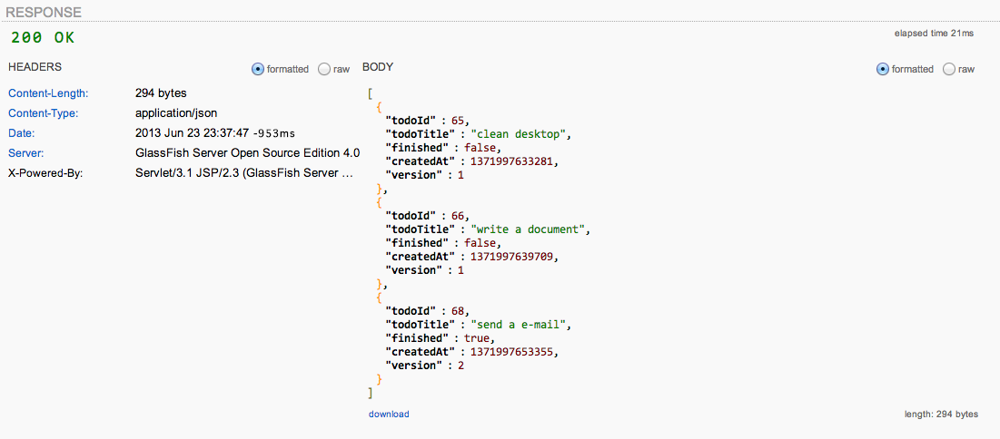 RESPONSE
200 OK
elapsed time 21ms
HEADERS
formatted raw
Content-Length: 294 bytes
Content-Type: application/json
Date: 2013 Jun 23 23:37:47 -953ms
Server: GlassFish Server Open Source Edition 4.0
X-Powered-By: Servlet/3.1 JSP/2.3 (GlassFish Server ...
BODY
formatted raw
[
{
"todoId" : 65,
"todoTitle" : "clean desktop",
"finished" : false,
"createdAt" : 1371997633281,
"version" : 1
},
{
"todoId" : 66,
"todoTitle" : "write a document",
"finished" : false,
"createdAt" : 1371997639709,
"version" : 1
},
{
"todoId" : 68,
"todoTitle" : "send a e-mail",
"finished" : true,
"createdAt" : 1371997653355,
"version" : 2
}
]
download
length: 294 bytes